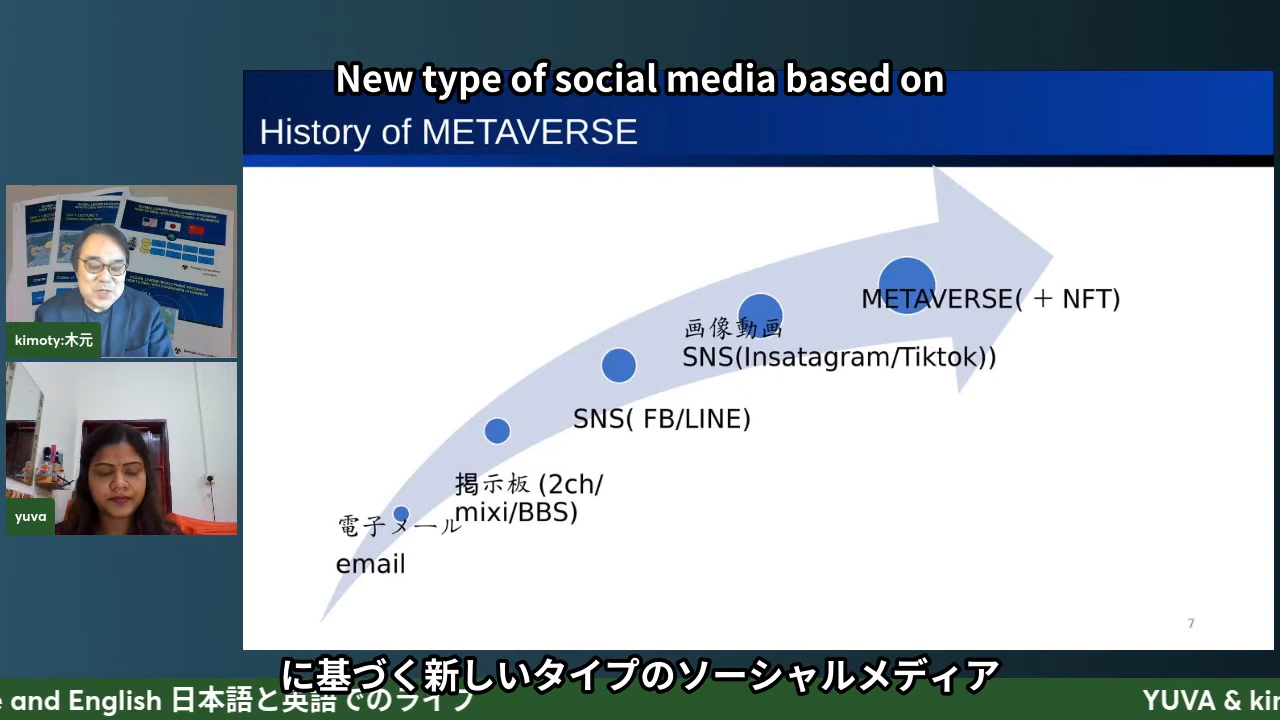 New type of social media based on
History of METAVERSE
METAVERSE( ＋ NFT)
画像動画
SNS(Insatagram/Tiktok))
SNS( FB/LINE)
掲示板 (2ch/
mixi/BBS)
電子メール
email
7
kimoty:木元
yuva
に基づく新しいタイプのソーシャルメディア
e and English 日本語と英語でのライブ
YUVA & kin